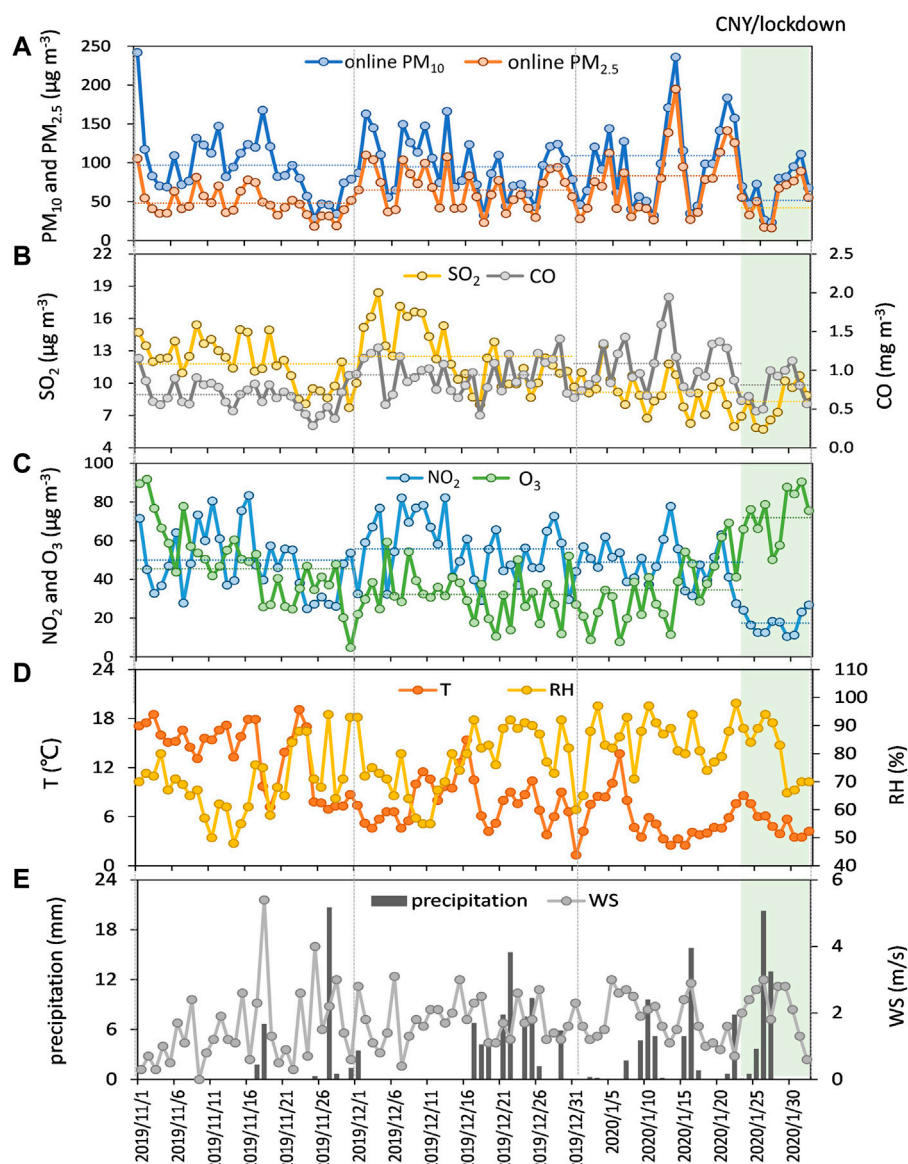 CNY/lockdown
A
250
200
150
100
50
0
PM10 and PM2.5 (µg m-3)
online PM10
online PM2.5
B
22
19
16
13
10
7
4
SO2 (µg m-3)
SO2
CO
2.5
2.0
1.5
1.0
0.5
0.0
CO (mg m-3)
C
100
80
60
40
20
0
NO2 and O3 (µg m-3)
NO2
O3
D
24
18
12
6
0
T (℃)
T
RH
110
100
90
80
70
60
50
40
RH (%)
E
24
18
12
6
0
precipitation (mm)
precipitation
WS
6
4
2
0
WS (m/s)
2019/11/1
2019/11/6
2019/11/11
2019/11/16
2019/11/21
2019/11/26
2019/12/1
2019/12/6
2019/12/11
2019/12/16
2019/12/21
2019/12/26
2019/12/31
2020/1/5
2020/1/10
2020/1/15
2020/1/20
2020/1/25
2020/1/30